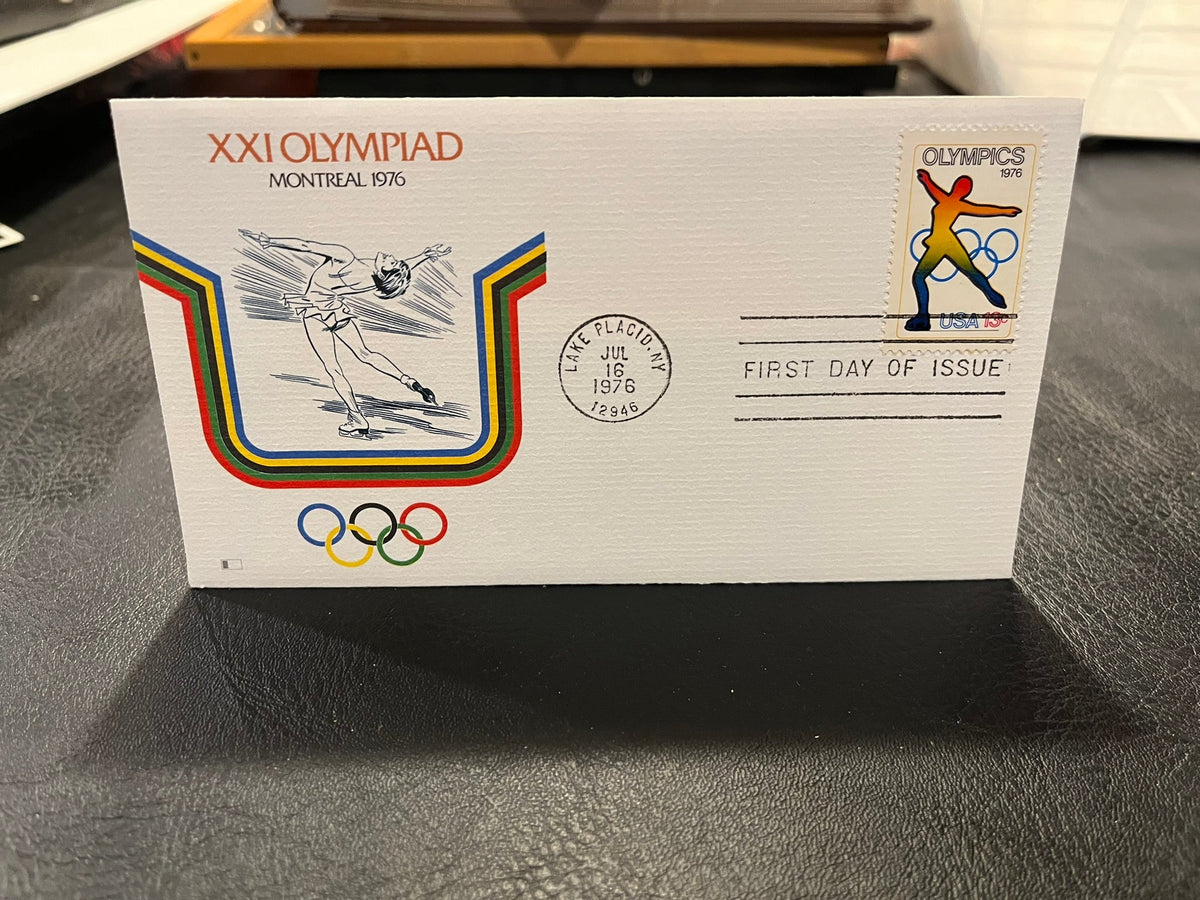 XXI OLYMPIAD
MONTREAL 1976
OLYMPICS
1976
USA 13c
LAKE PLACID, NY
JUL
16
1976
12946
FIRST DAY OF ISSUE